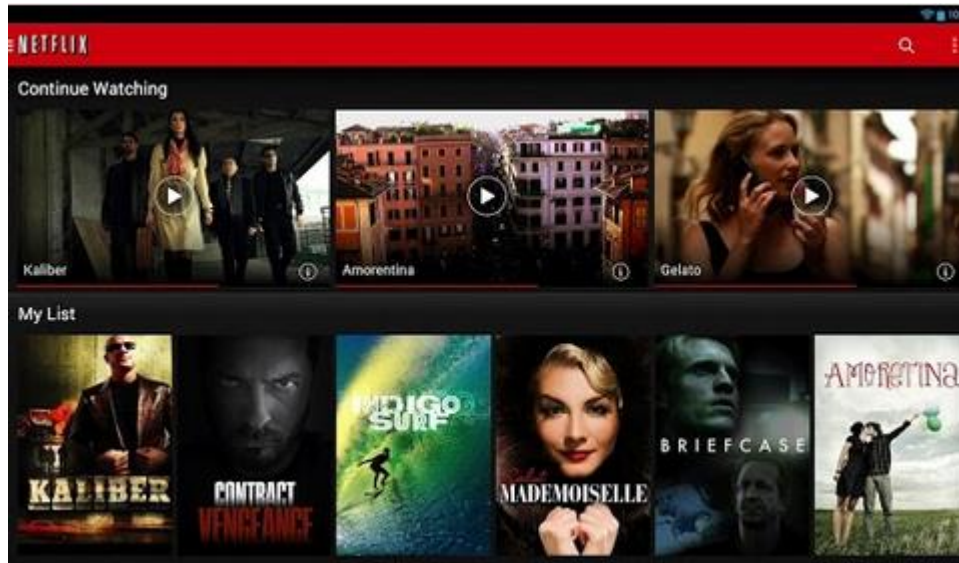 NETFLIX
Continue Watching
Kaliber
Amorentina
Gelato
My List
KALIBER
CONTRACT
VENGEANCE
INDIGO
SURF
MADEMOISELLE
BRIEFCASE
AMORETINA